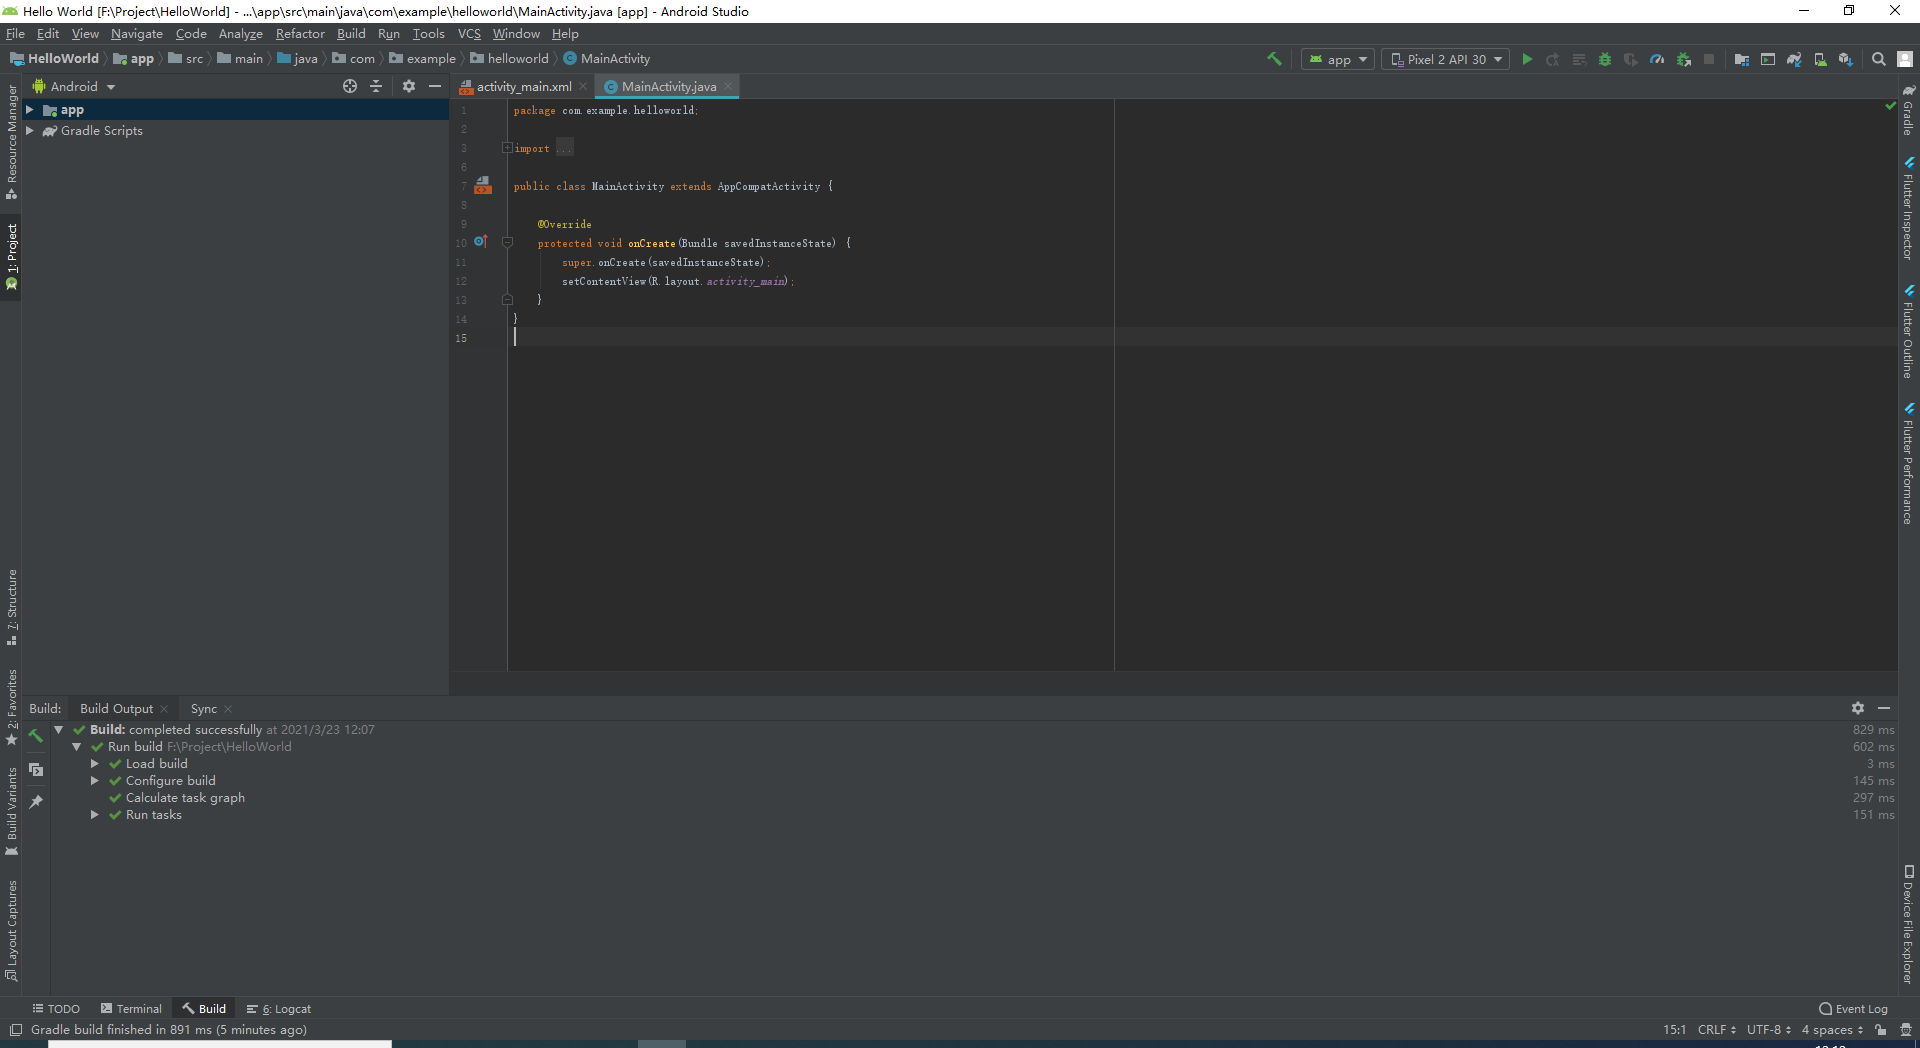 Hello World [F:\Project\HelloWorld] - ...\app\src\main\java\com\example\helloworld\MainActivity.java [app] - Android Studio
File Edit View Navigate Code Analyze Refactor Build Run Tools VCS Window Help
HelloWorld app src main java com example helloworld MainActivity
app Pixel 2 API 30
Android
activity_main.xml MainActivity.java
app
Gradle Scripts
1 package com.example.helloworld;
2
3 import ...
6
7 public class MainActivity extends AppCompatActivity {
8
9 @Override
10 protected void onCreate(Bundle savedInstanceState) {
11 super.onCreate(savedInstanceState);
12 setContentView(R.layout.activity_main);
13 }
14 }
15
Resource Manager
1: Project
7: Structure
2: Favorites
Build Variants
Layout Captures
Gradle
Flutter Inspector
Flutter Outline
Flutter Performance
Device File Explorer
Build: Build Output Sync
Build: completed successfully at 2021/3/23 12:07 829 ms
Run build F:\Project\HelloWorld 602 ms
Load build 3 ms
Configure build 145 ms
Calculate task graph 297 ms
Run tasks 151 ms
TODO Terminal Build 6: Logcat Event Log
Gradle build finished in 891 ms (5 minutes ago) 15:1 CRLF UTF-8 4 spaces